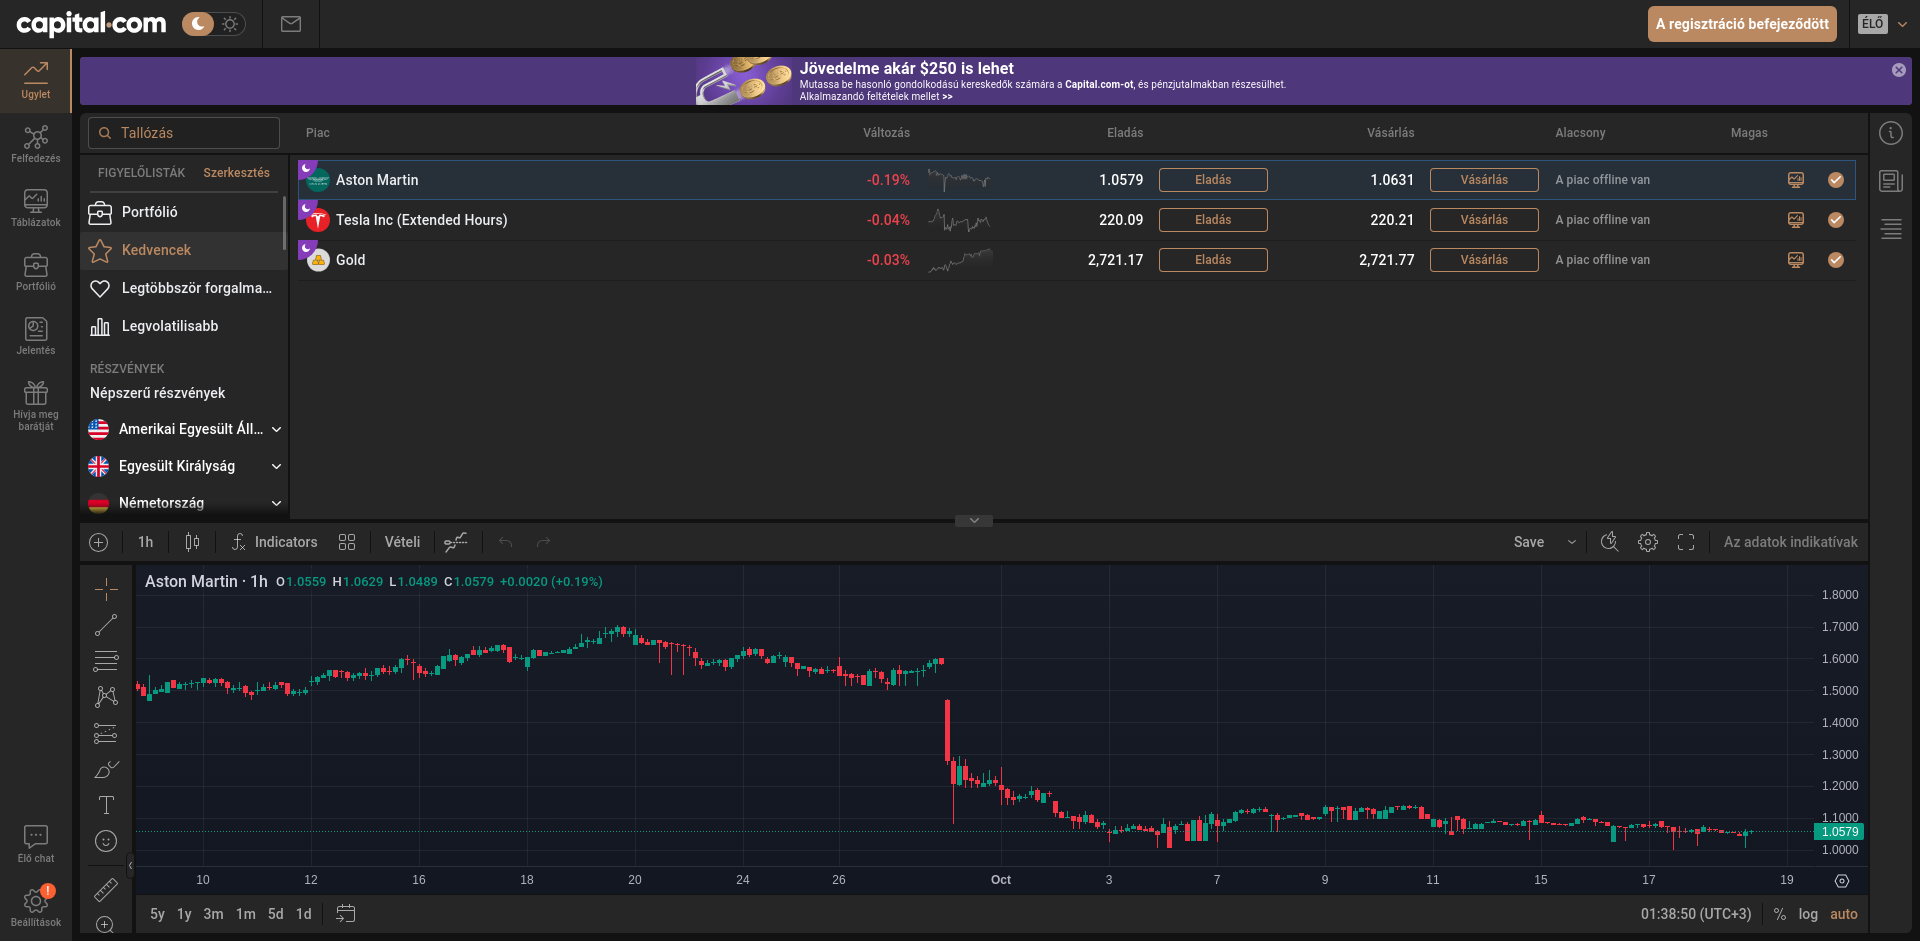 capital.com
A regisztráció befejeződött
ÉLŐ
Ügylet
Felfedezés
Táblázatok
Portfólió
Jelentés
Hívja meg
barátját
Élő chat
!
Beállítások
Jövedelme akár $250 is lehet
Mutassa be hasonló gondolkodású kereskedők számára a Capital.com-ot, és pénzjutalmakban részesülhet.
Alkalmazandó feltételek mellet >>
Tallózás
Piac Változás Eladás Vásárlás Alacsony Magas
FIGYELŐLISTÁK Szerkesztés
Portfólió
Kedvencek
Legtöbbször forgalma...
Legvolatilisabb
RÉSZVÉNYEK
Népszerű részvények
Amerikai Egyesült Áll...
Egyesült Királyság
Németország
Aston Martin -0.19% 1.0579 Eladás 1.0631 Vásárlás A piac offline van
Tesla Inc (Extended Hours) -0.04% 220.09 Eladás 220.21 Vásárlás A piac offline van
Gold -0.03% 2,721.17 Eladás 2,721.77 Vásárlás A piac offline van
1h Indicators Vételi Save Az adatok indikatívak
Aston Martin · 1h O1.0559 H1.0629 L1.0489 C1.0579 +0.0020 (+0.19%)
1.8000
1.7000
1.6000
1.5000
1.4000
1.3000
1.2000
1.1000
1.0579
1.0000
10 12 16 18 20 24 26 Oct 3 7 9 11 15 17 19
5y 1y 3m 1m 5d 1d 01:38:50 (UTC+3) % log auto